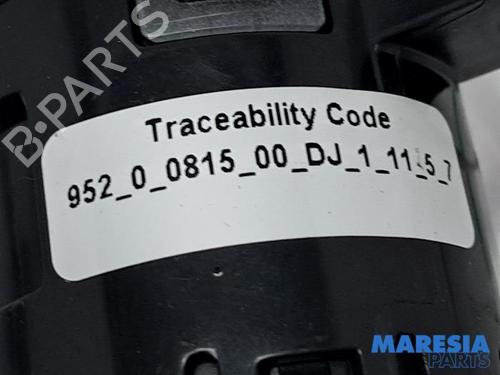 B-PARTS
Traceability Code
952_0_0815_00_DJ_1_11_5_7
MARESIA
PARTS